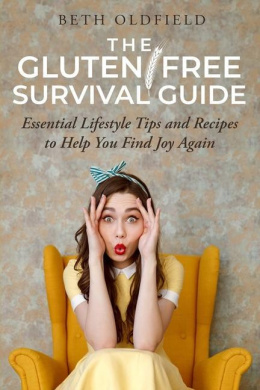 BETH OLDFIELD
THE
GLUTEN FREE
SURVIVAL GUIDE
Essential Lifestyle Tips and Recipes
to Help You Find Joy Again